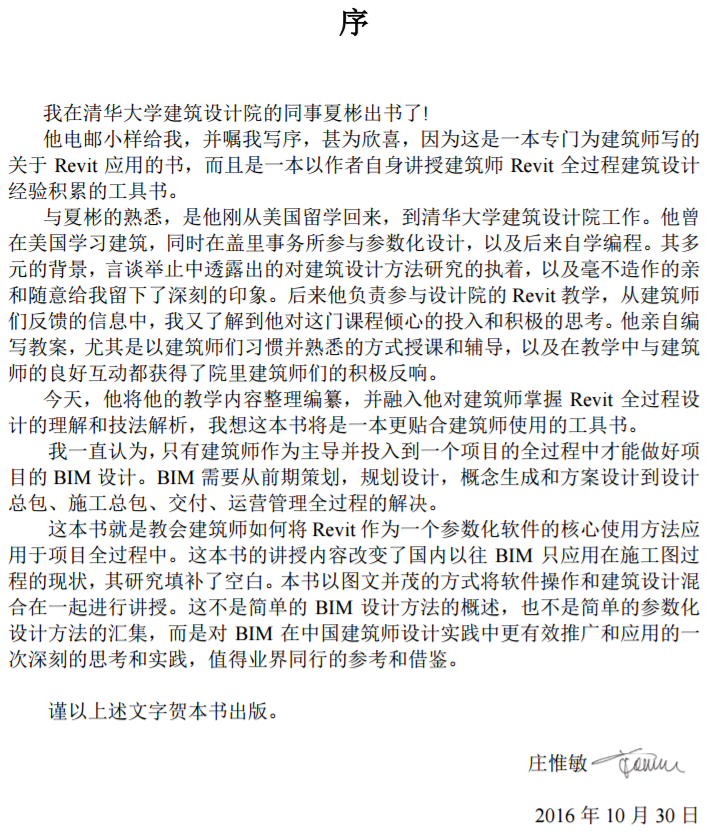 序
我在清华大学建筑设计院的同事夏彬出书了!
他电邮小样给我，并嘱我写序，甚为欣喜，因为这是一本专门为建筑师写的
关于 Revit 应用的书，而且是一本以作者自身讲授建筑师 Revit 全过程建筑设计
经验积累的工具书。
与夏彬的熟悉，是他刚从美国留学回来，到清华大学建筑设计院工作。他曾
在美国学习建筑，同时在盖里事务所参与参数化设计，以及后来自学编程。其多
元的背景，言谈举止中透露出的对建筑设计方法研究的执着，以及毫不造作的亲
和随意给我留下了深刻的印象。后来他负责参与设计院的 Revit 教学，从建筑师
们反馈的信息中，我又了解到他对这门课程倾心的投入和积极的思考。他亲自编
写教案，尤其是以建筑师们习惯并熟悉的方式授课和辅导，以及在教学中与建筑
师的良好互动都获得了院里建筑师们的积极反响。
今天，他将他的教学内容整理编纂，并融入他对建筑师掌握 Revit 全过程设
计的理解和技法解析，我想这本书将是一本更贴合建筑师使用的工具书。
我一直认为，只有建筑师作为主导并投入到一个项目的全过程中才能做好项
目的 BIM 设计。BIM 需要从前期策划，规划设计，概念生成和方案设计到设计
总包、施工总包、交付、运营管理全过程的解决。
这本书就是教会建筑师如何将 Revit 作为一个参数化软件的核心使用方法应
用于项目全过程中。这本书的讲授内容改变了国内以往 BIM 只应用在施工图过
程的现状，其研究填补了空白。本书以图文并茂的方式将软件操作和建筑设计混
合在一起进行讲授。这不是简单的 BIM 设计方法的概述，也不是简单的参数化
设计方法的汇集，而是对 BIM 在中国建筑师设计实践中更有效推广和应用的一
次深刻的思考和实践，值得业界同行的参考和借鉴。
谨以上述文字贺本书出版。
庄惟敏
2016 年 10 月 30 日